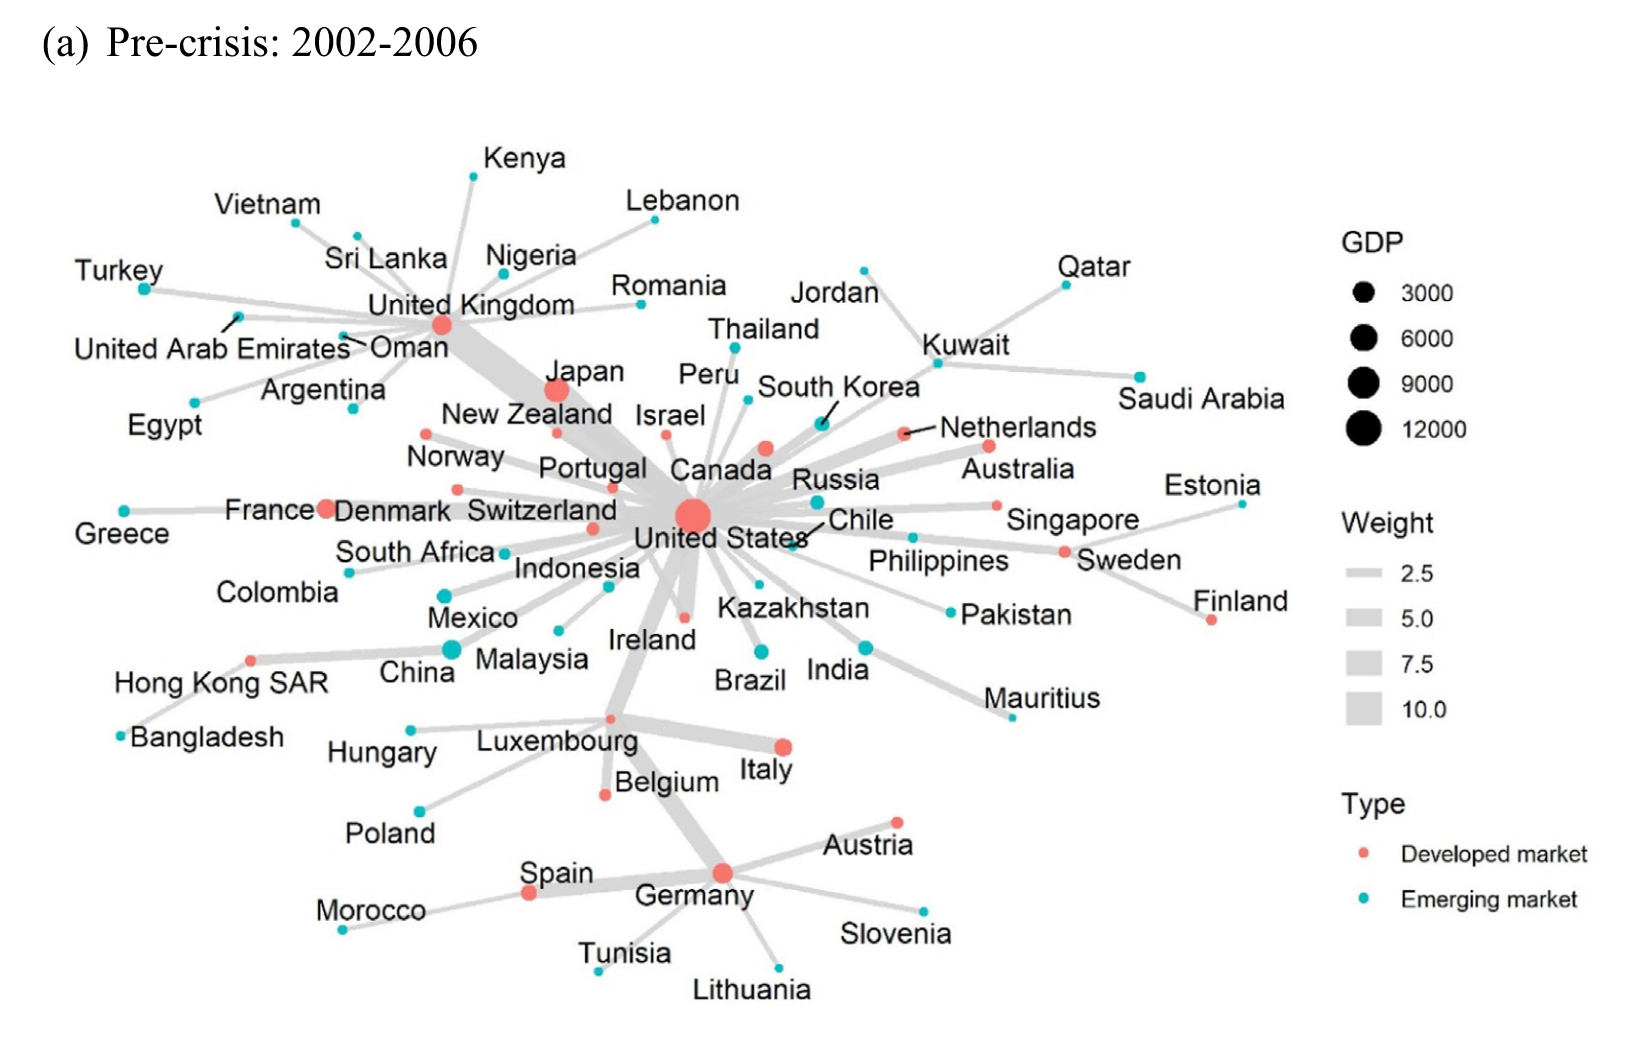 (a) Pre-crisis: 2002-2006
Kenya
Vietnam
Lebanon
Sri Lanka
Nigeria
Turkey
Romania
United Kingdom
United Arab Emirates
Oman
Argentina
Egypt
Jordan
Qatar
Thailand
Kuwait
Japan
Peru
South Korea
Saudi Arabia
New Zealand
Israel
Netherlands
Norway
Portugal
Canada
Australia
Russia
Estonia
Greece
France
Denmark
Switzerland
Chile
Singapore
United States
South Africa
Philippines
Sweden
Indonesia
Colombia
Finland
Mexico
Kazakhstan
Pakistan
Ireland
China
Malaysia
India
Brazil
Hong Kong SAR
Mauritius
Bangladesh
Hungary
Luxembourg
Italy
Belgium
Poland
Austria
Spain
Germany
Morocco
Slovenia
Tunisia
Lithuania
GDP
3000
6000
9000
12000
Weight
2.5
5.0
7.5
10.0
Type
Developed market
Emerging market